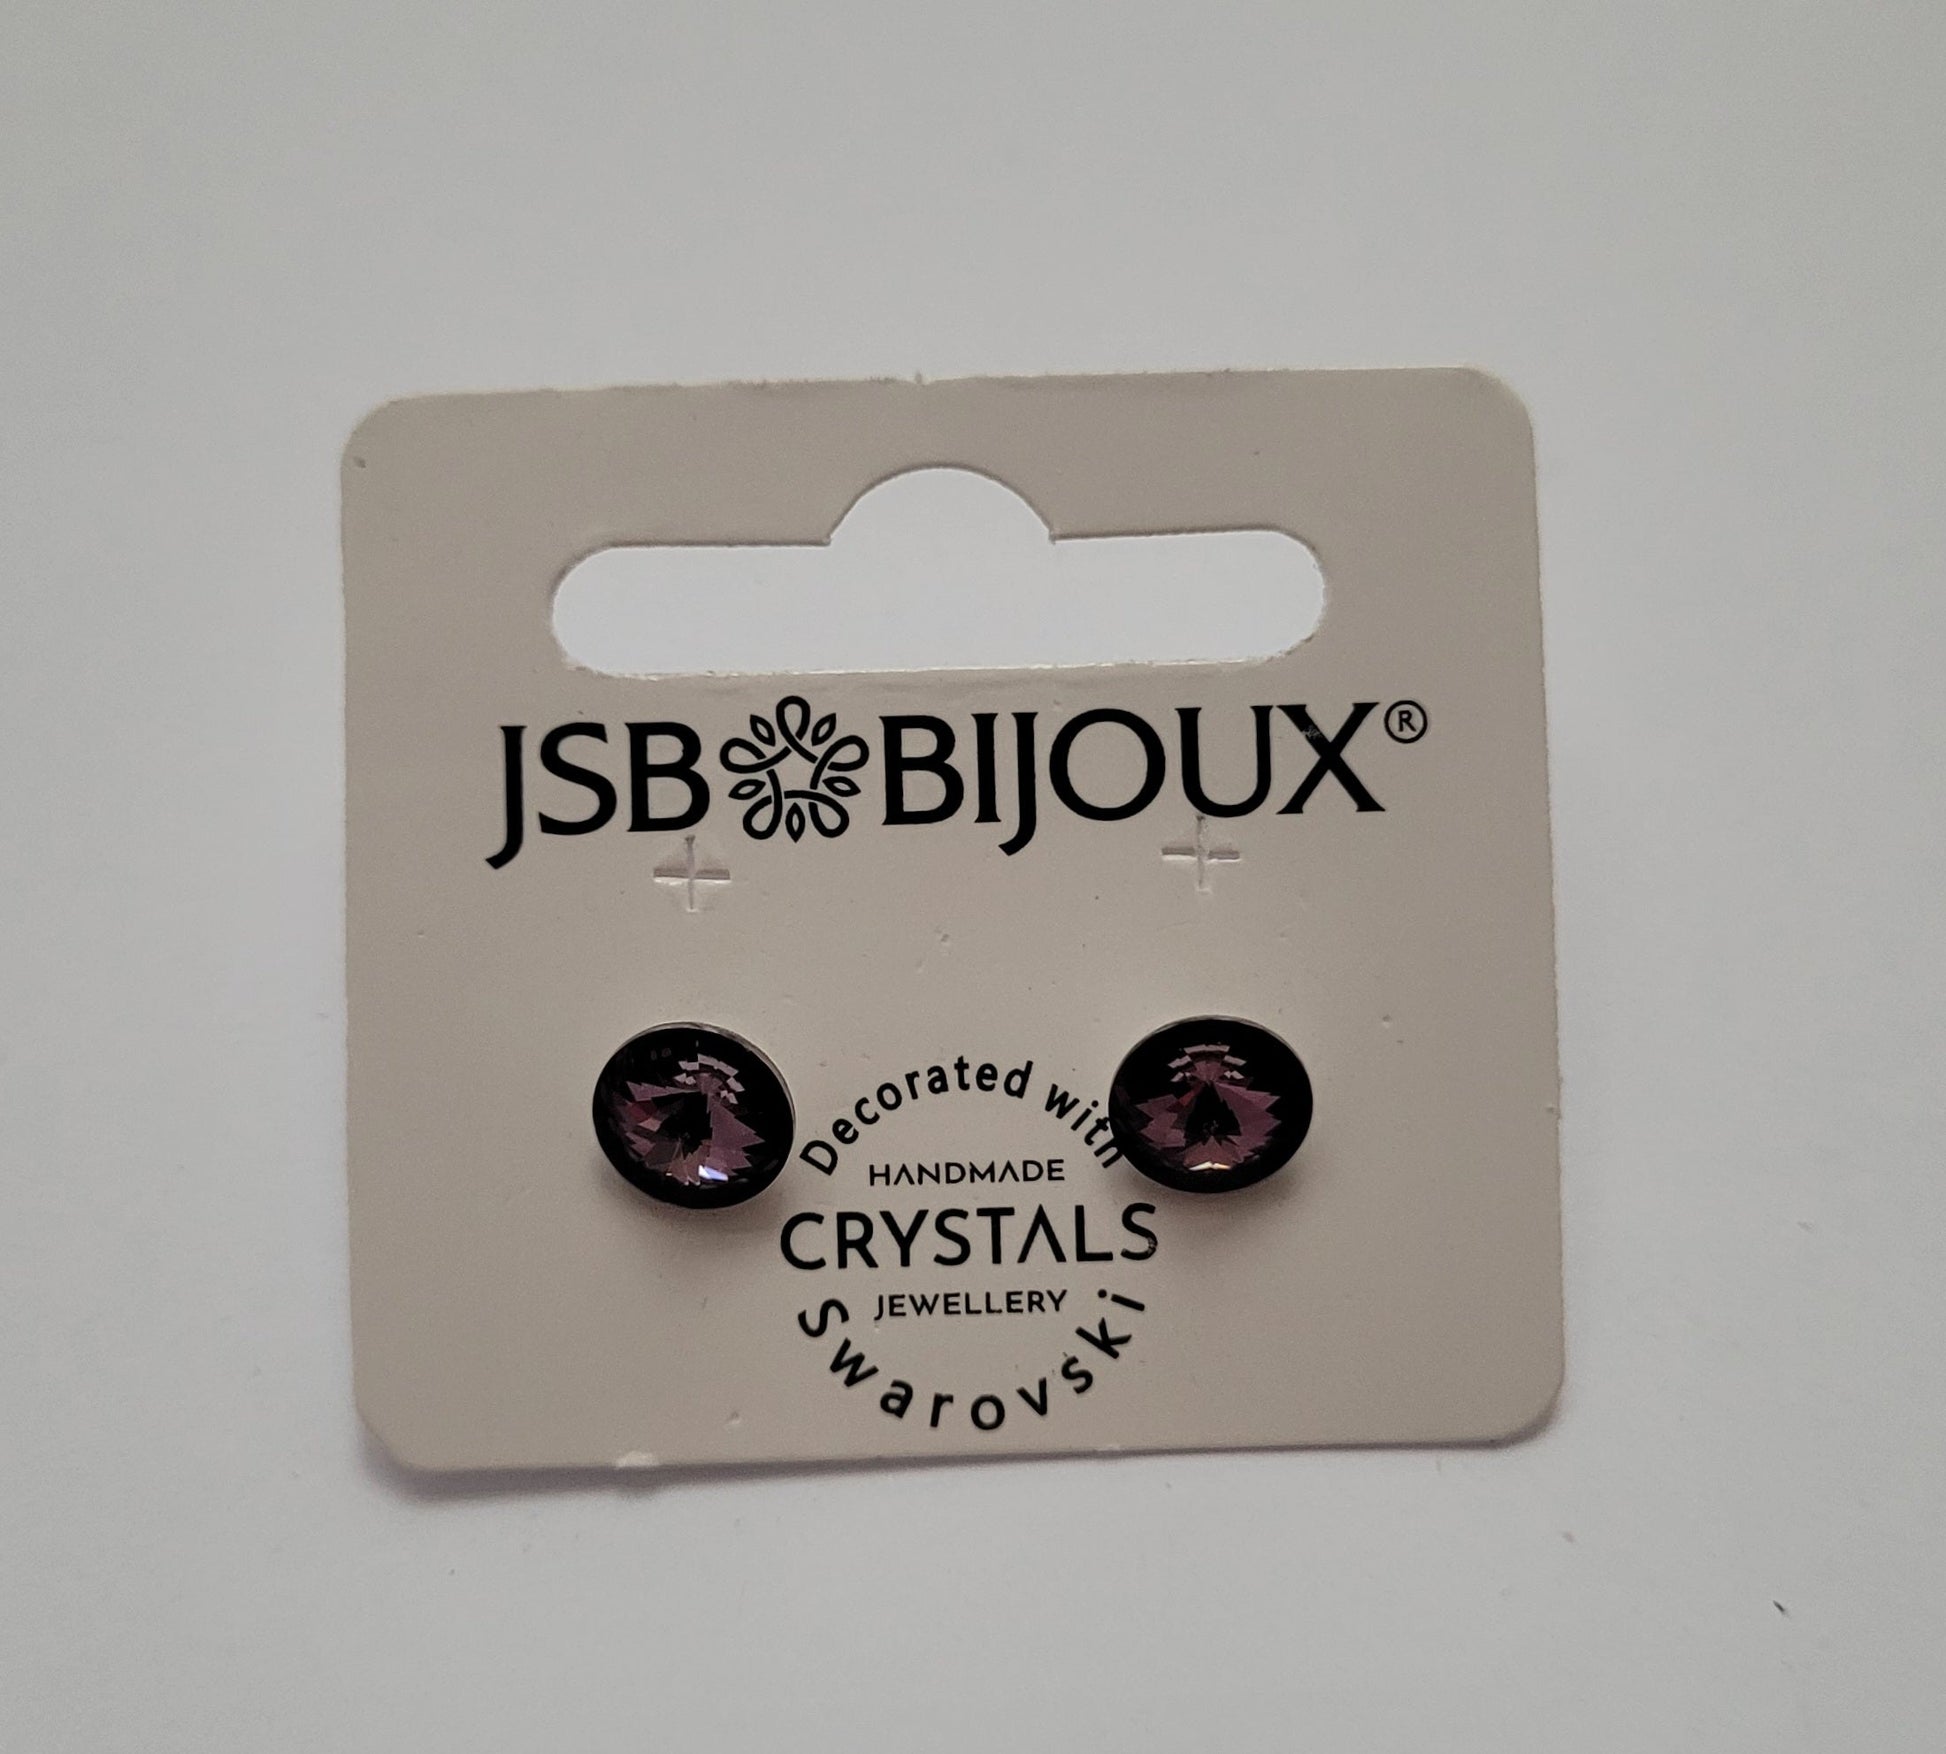 JSB BIJOUX®
Decorated with
HANDMADE
CRYSTALS
JEWELLERY
Swarovski